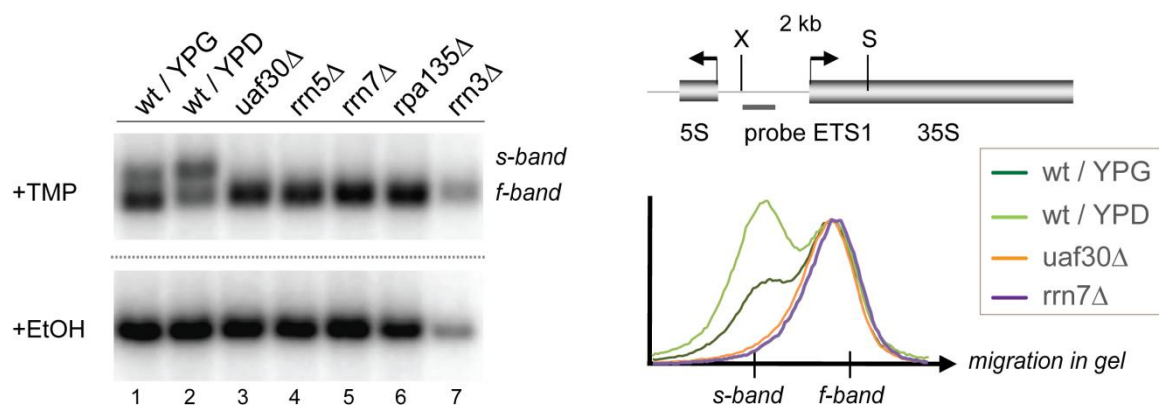 wt / YPG
wt / YPD
uaf30Δ
rrn5Δ
rrn7Δ
rpa135Δ
rrn3Δ
+TMP
s-band
f-band
+EtOH
1 2 3 4 5 6 7
2 kb
X S
5S probe ETS1 35S
wt / YPG
wt / YPD
uaf30Δ
rrn7Δ
migration in gel
s-band f-band